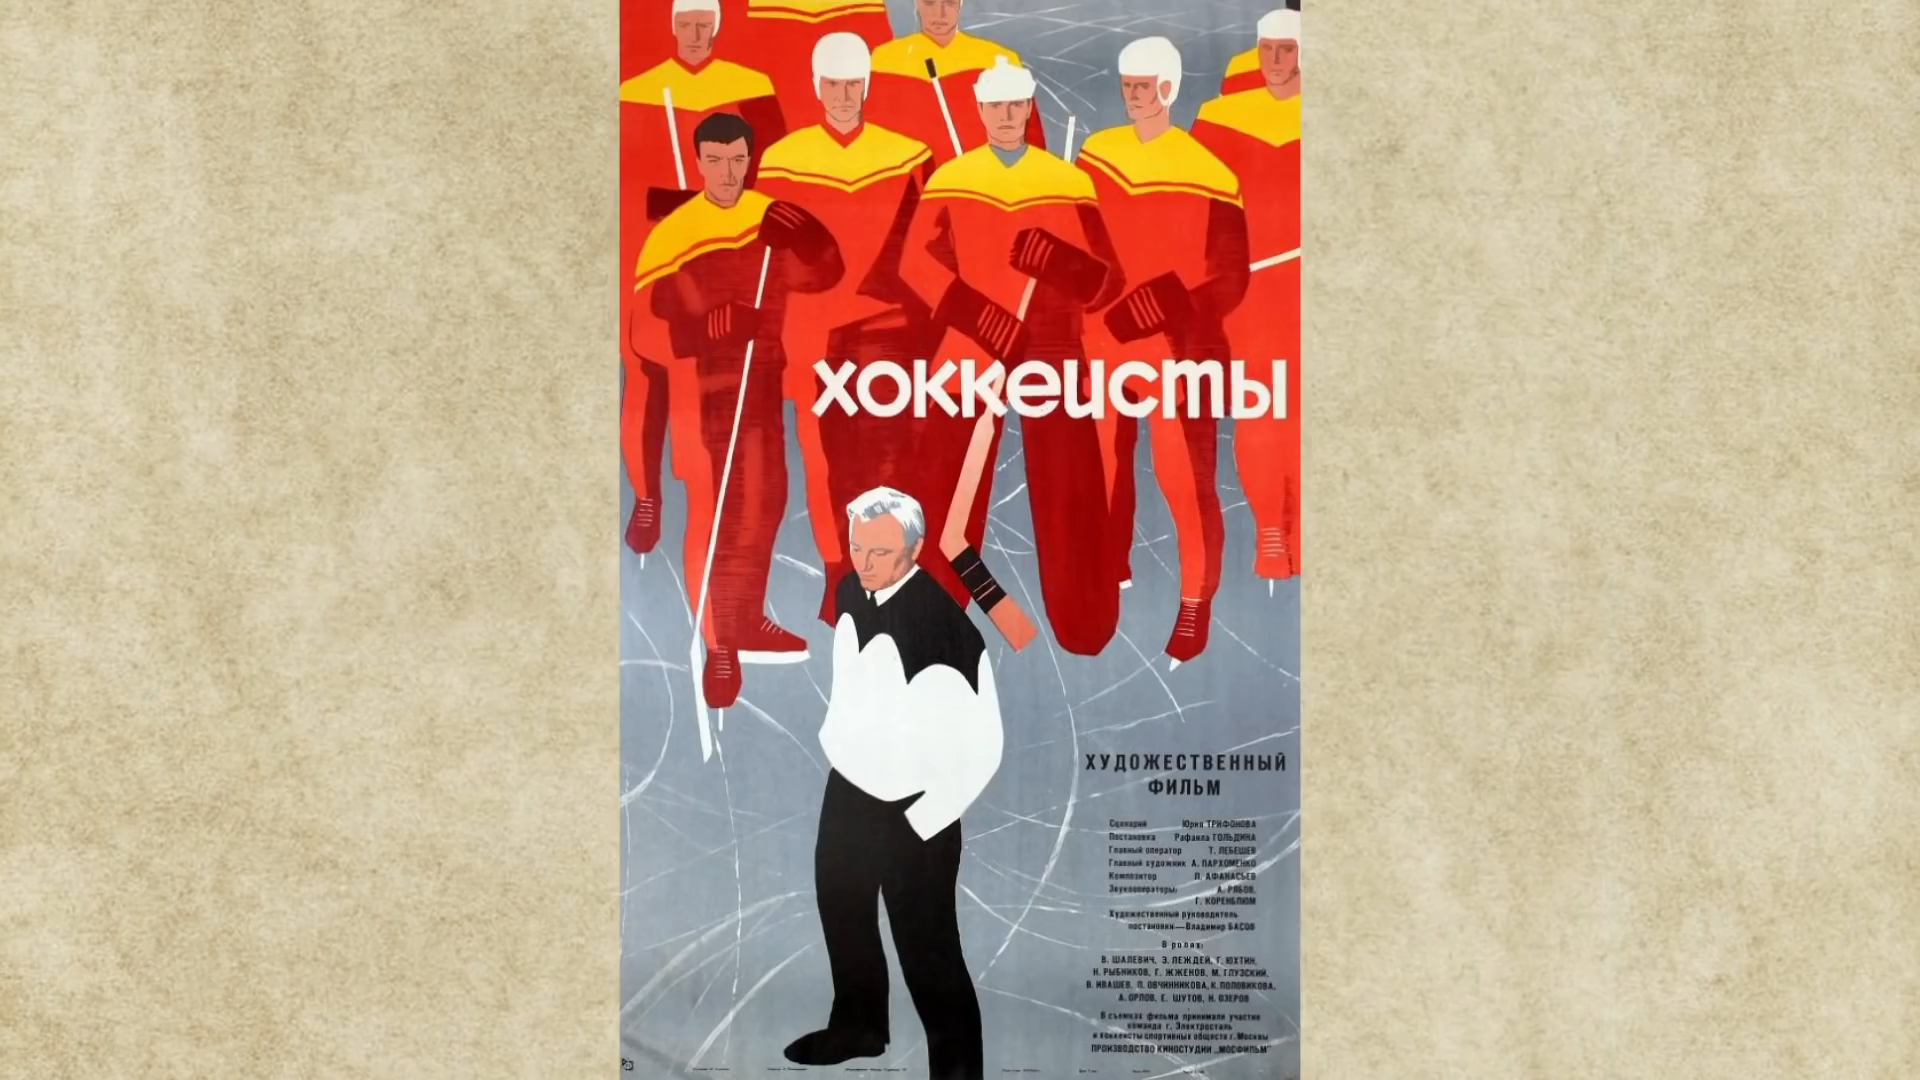 хоккеисты
ХУДОЖЕСТВЕННЫЙ
ФИЛЬМ
Сценарий Юрия ТРИФОНОВА
Постановка Рафаила ГОЛЬДИНА
Главный оператор Т. ЛЕБЕШЕВ
Главный художник А. ПАРХОМЕНКО
Композитор Л. АФАНАСЬЕВ
Звукооператоры: А. РЯБОВ,
Г. КОРЕНБЛЮМ
Художественный руководитель
постановки—Владимир БАСОВ
В ролях:
В. ШАЛЕВИЧ, Э. ЛЕЖДЕЙ, Г. ЮХТИН,
Н. РЫБНИКОВ, Г. ЖЖЕНОВ, М. ГЛУЗСКИЙ,
В. ИВАШЕВ, Л. ОВЧИННИКОВА, К. ПОЛОВИКОВА,
А. ОРЛОВ, Е. ШУТОВ, Н. ОЗЕРОВ
В съемках фильма принимали участие
команда г. Электросталь
и хоккеисты спортивных обществ г. Москвы
ПРОИЗВОДСТВО КИНОСТУДИИ „МОСФИЛЬМ"